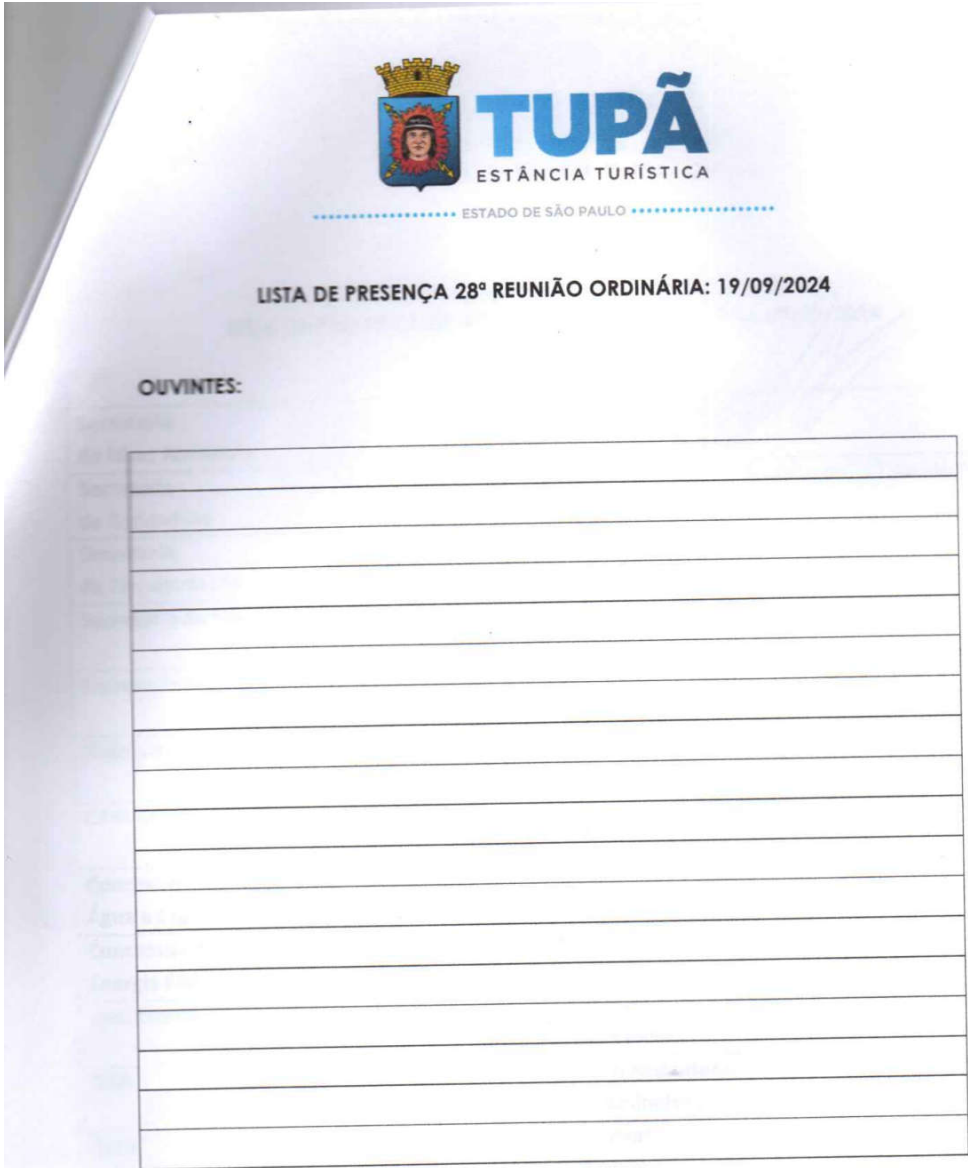 TUPÃ
ESTÂNCIA TURÍSTICA
ESTADO DE SÃO PAULO
LISTA DE PRESENÇA 28ª REUNIÃO ORDINÁRIA: 19/09/2024
OUVINTES: